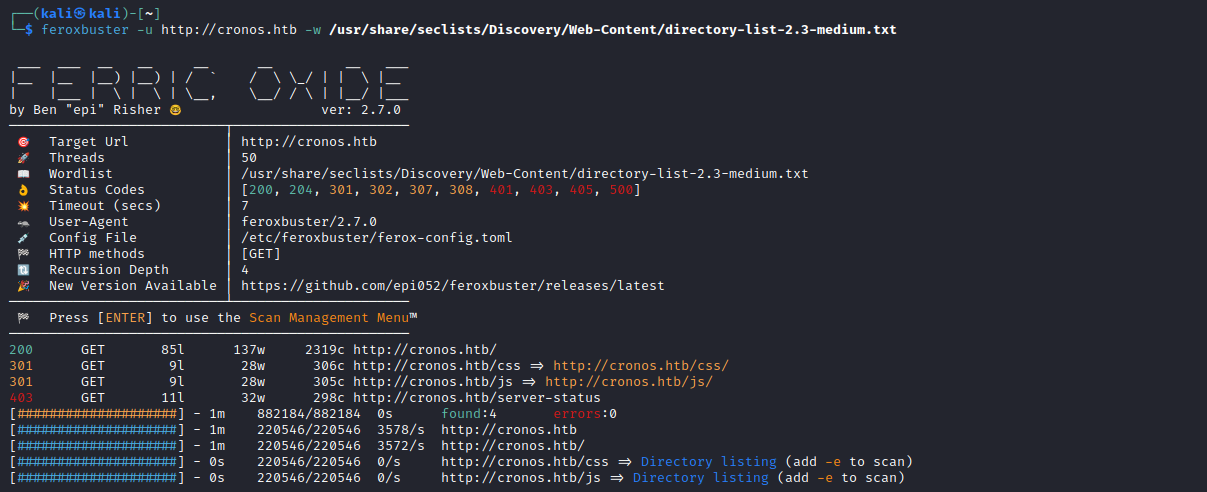 ┌──(kali㉿kali)-[~]
└─$ feroxbuster -u http://cronos.htb -w /usr/share/seclists/Discovery/Web-Content/directory-list-2.3-medium.txt
FERRIC OXIDE
by Ben "epi" Risher 🤓 ver: 2.7.0
🎯 Target Url │ http://cronos.htb
🚀 Threads │ 50
📖 Wordlist │ /usr/share/seclists/Discovery/Web-Content/directory-list-2.3-medium.txt
👌 Status Codes │ [200, 204, 301, 302, 307, 308, 401, 403, 405, 500]
💥 Timeout (secs) │ 7
🦡 User-Agent │ feroxbuster/2.7.0
💉 Config File │ /etc/feroxbuster/ferox-config.toml
🏁 HTTP methods │ [GET]
🔃 Recursion Depth │ 4
🎉 New Version Available │ https://github.com/epi052/feroxbuster/releases/latest
🏁 Press [ENTER] to use the Scan Management Menu™
200 GET 85l 137w 2319c http://cronos.htb/
301 GET 9l 28w 306c http://cronos.htb/css => http://cronos.htb/css/
301 GET 9l 28w 305c http://cronos.htb/js => http://cronos.htb/js/
403 GET 11l 32w 298c http://cronos.htb/server-status
[####################] - 1m 882184/882184 0s found:4 errors:0
[####################] - 1m 220546/220546 3578/s http://cronos.htb
[####################] - 1m 220546/220546 3572/s http://cronos.htb/
[####################] - 0s 220546/220546 0/s http://cronos.htb/css => Directory listing (add -e to scan)
[####################] - 0s 220546/220546 0/s http://cronos.htb/js => Directory listing (add -e to scan)